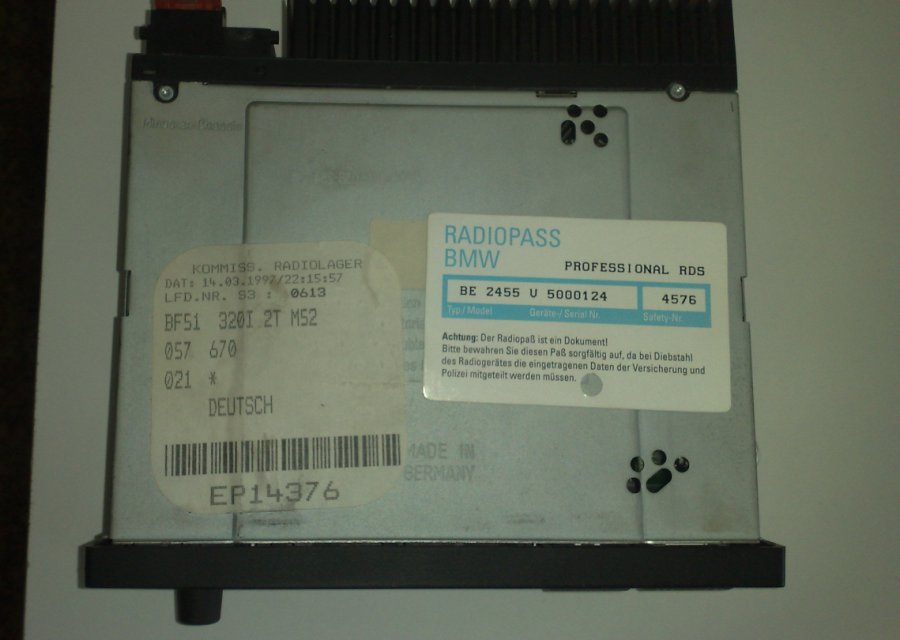 KOMMISS. RADIOLAGER
DAT: 14.03.1997/22:15:57
LFD.NR. S3 : 0613
BF51 320I 2T M52
057 670
021 *
DEUTSCH
EP14376
RADIOPASS
BMW
PROFESSIONAL RDS
BE 2455 U 5000124
4576
Typ/Model Geräte-/Serial Nr. Safety-Nr.
Achtung: Der Radiopaß ist ein Dokument!
Bitte bewahren Sie diesen Paß sorgfältig auf, da bei Diebstahl
des Radiogerätes die eingetragenen Daten der Versicherung und
Polizei mitgeteilt werden müssen.
MADE IN
GERMANY